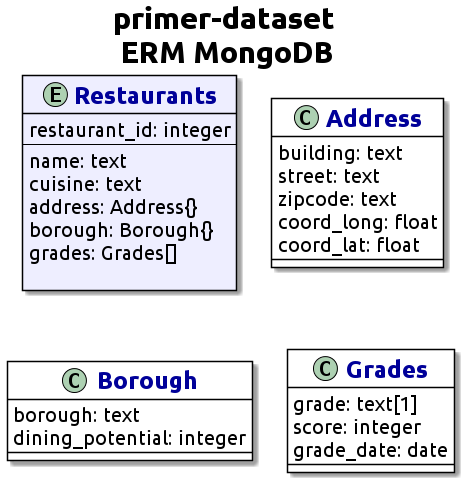 primer-dataset
ERM MongoDB
E Restaurants
restaurant_id: integer
name: text
cuisine: text
address: Address{}
borough: Borough{}
grades: Grades[]
C Address
building: text
street: text
zipcode: text
coord_long: float
coord_lat: float
C Borough
borough: text
dining_potential: integer
C Grades
grade: text[1]
score: integer
grade_date: date